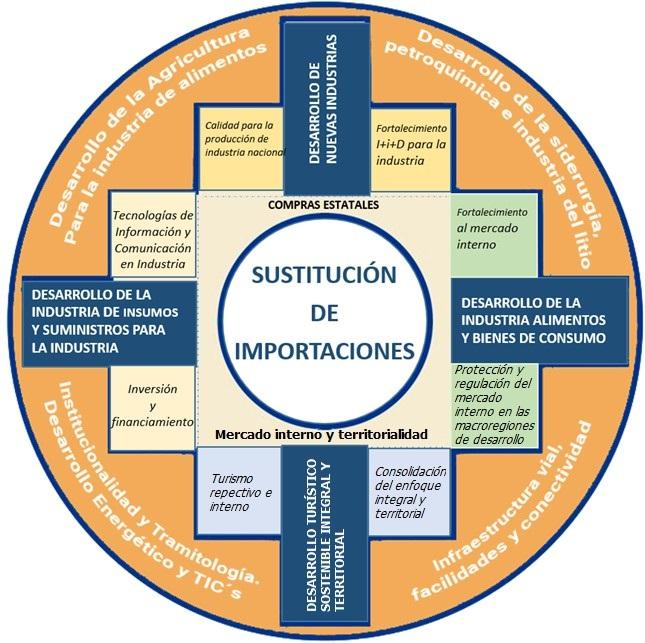 Desarrollo de la Agricultura
Para la industria de alimentos
Desarrollo de la siderurgia,
petroquímica e industria del litio
DESARROLLO DE
NUEVAS INDUSTRIAS
Calidad para la
producción de
industria nacional
Fortalecimiento
I+i+D para la
industria
COMPRAS ESTATALES
Tecnologías de
Información y
Comunicación
en Industria
Fortalecimiento
al mercado
interno
SUSTITUCIÓN
DE
IMPORTACIONES
DESARROLLO DE LA
INDUSTRIA DE INSUMOS
Y SUMINISTROS PARA
LA INDUSTRIA
DESARROLLO DE LA
INDUSTRIA ALIMENTOS
Y BIENES DE CONSUMO
Inversión
y
financiamiento
Protección y
regulación del
mercado
interno en las
macroregiones
de desarrollo
Mercado interno y territorialidad
Turismo
repectivo e
interno
DESARROLLO TURÍSTICO
SOSTENIBLE INTEGRAL Y
TERRITORIAL
Consolidación
del enfoque
integral y
territorial
Institucionalidad y Tramitología.
Desarrollo Energético y TIC´s
Infraestructura vial,
facilidades y conectividad